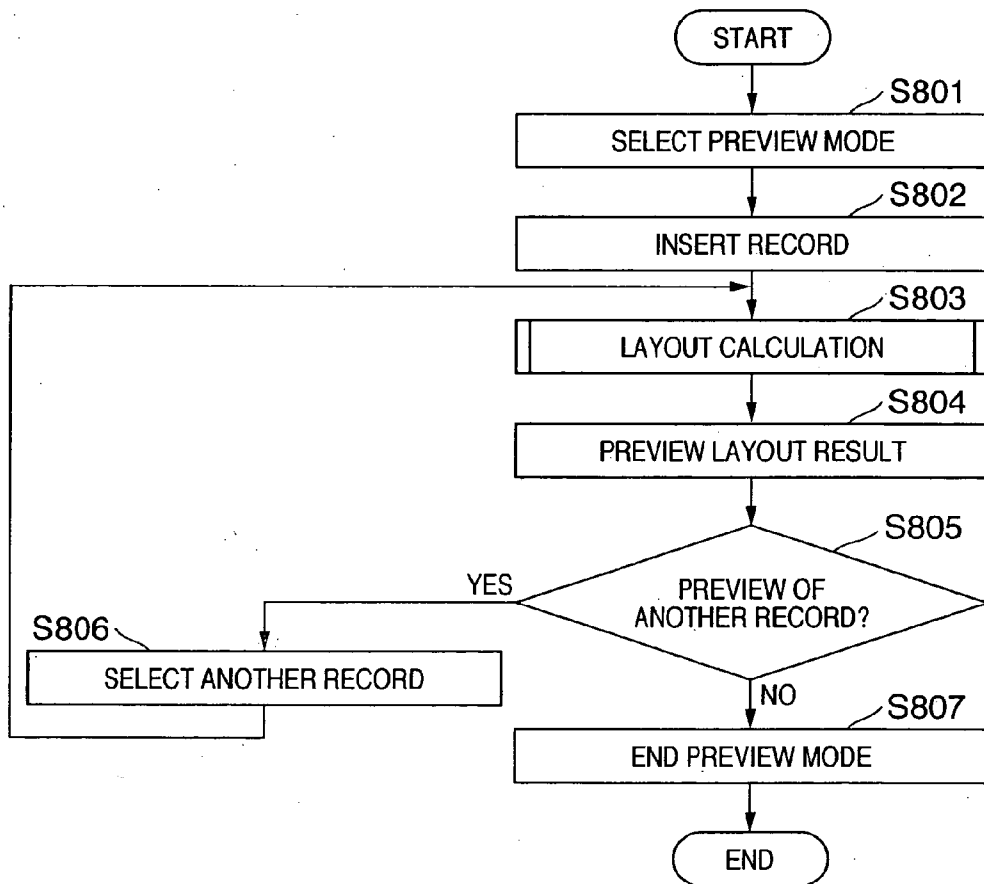 START
S801
SELECT PREVIEW MODE
S802
INSERT RECORD
S803
LAYOUT CALCULATION
S804
PREVIEW LAYOUT RESULT
S805
PREVIEW OF
ANOTHER RECORD?
YES
S806
SELECT ANOTHER RECORD
NO
S807
END PREVIEW MODE
END